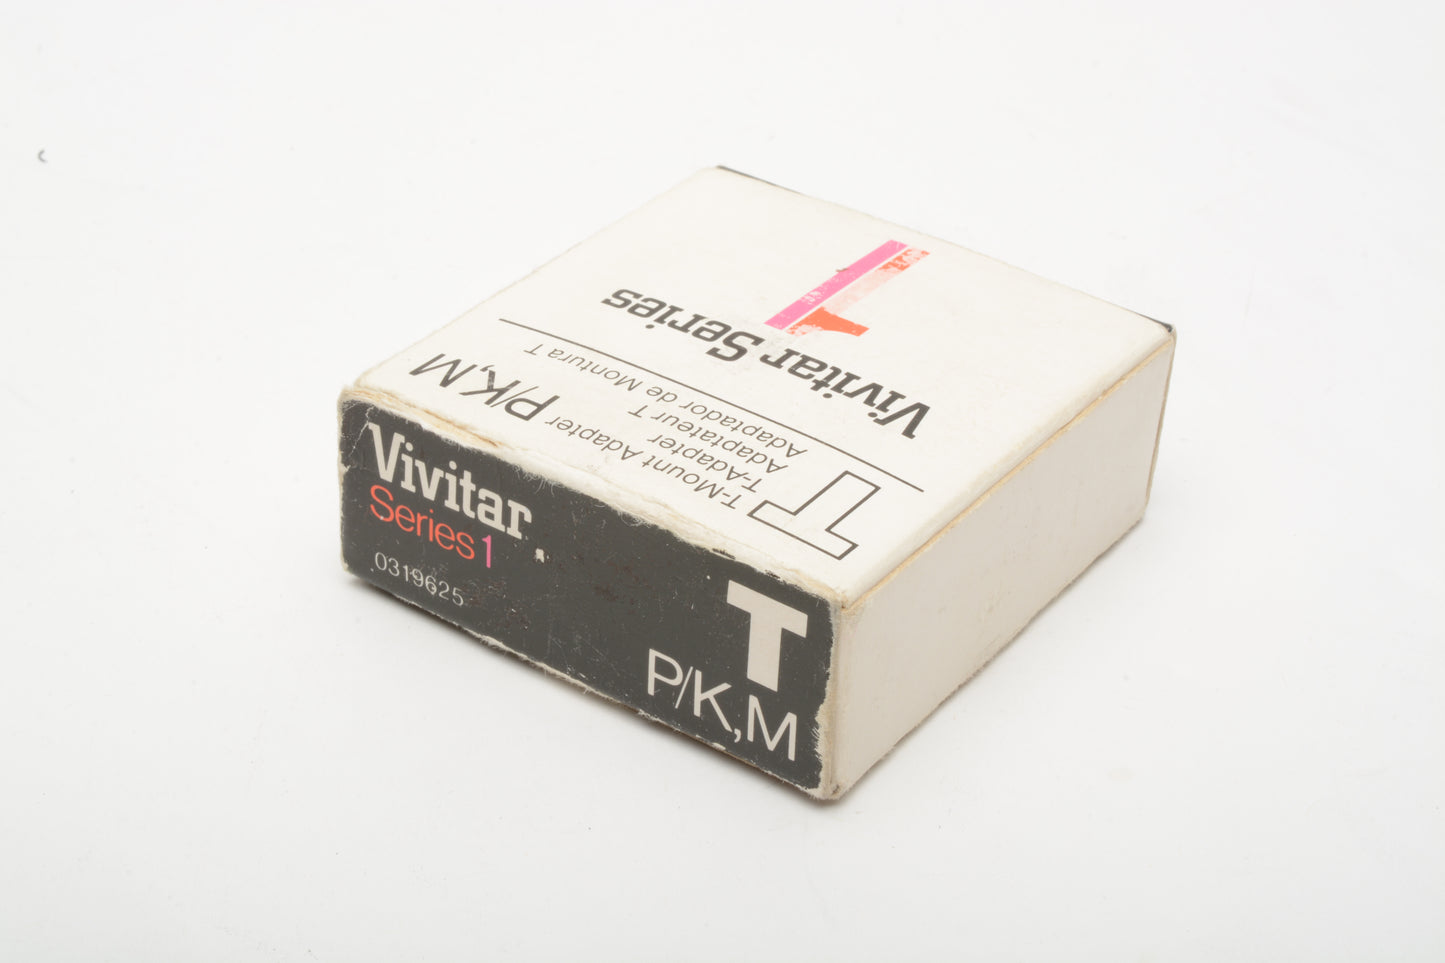 Vivitar Series 1
T T-Mount Adapter P/K,M
T-Adapter
Adaptateur T
Adaptador de Montura T
Vivitar.
Series 1
0319625
T
P/K,M